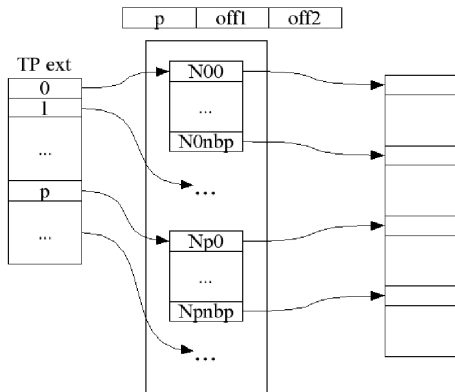 p off1 off2
TP ext
0
1
...
p
...
N00
...
N0nbp
...
Np0
...
Npnbp
...